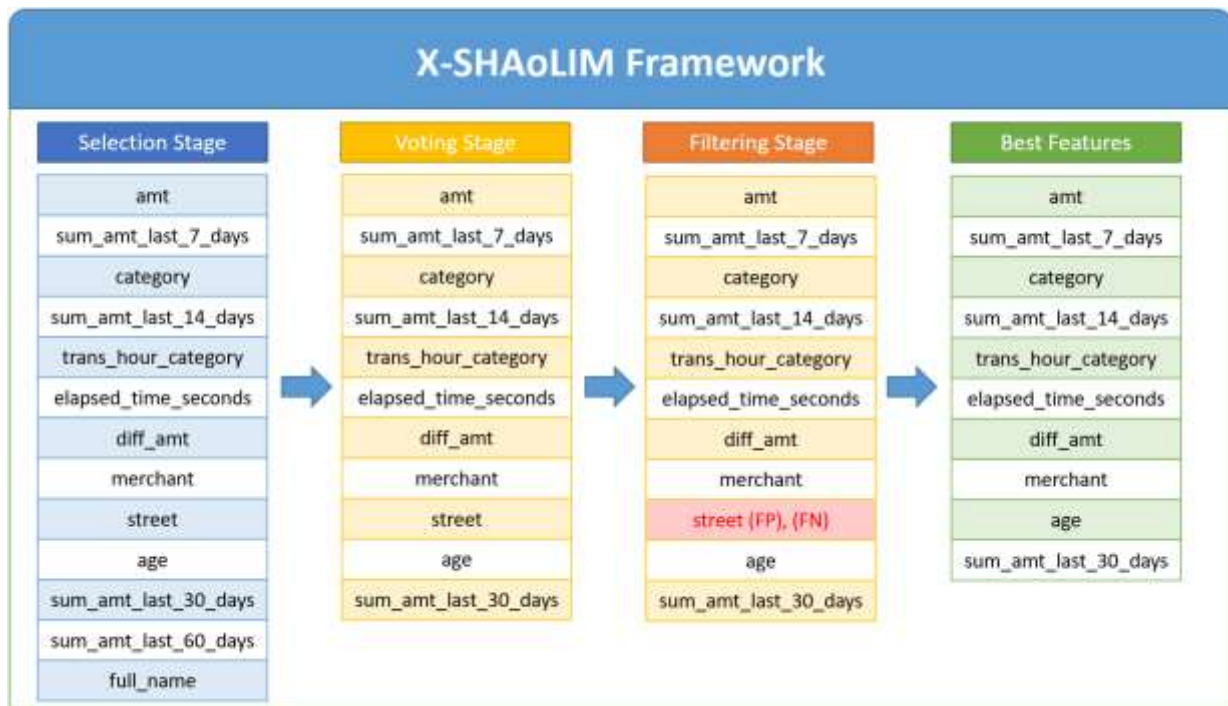 X-SHAoLIM Framework
Selection Stage
amt
sum_amt_last_7_days
category
sum_amt_last_14_days
trans_hour_category
elapsed_time_seconds
diff_amt
merchant
street
age
sum_amt_last_30_days
sum_amt_last_60_days
full_name
Voting Stage
amt
sum_amt_last_7_days
category
sum_amt_last_14_days
trans_hour_category
elapsed_time_seconds
diff_amt
merchant
street
age
sum_amt_last_30_days
Filtering Stage
amt
sum_amt_last_7_days
category
sum_amt_last_14_days
trans_hour_category
elapsed_time_seconds
diff_amt
merchant
street (FP), (FN)
age
sum_amt_last_30_days
Best Features
amt
sum_amt_last_7_days
category
sum_amt_last_14_days
trans_hour_category
elapsed_time_seconds
diff_amt
merchant
age
sum_amt_last_30_days